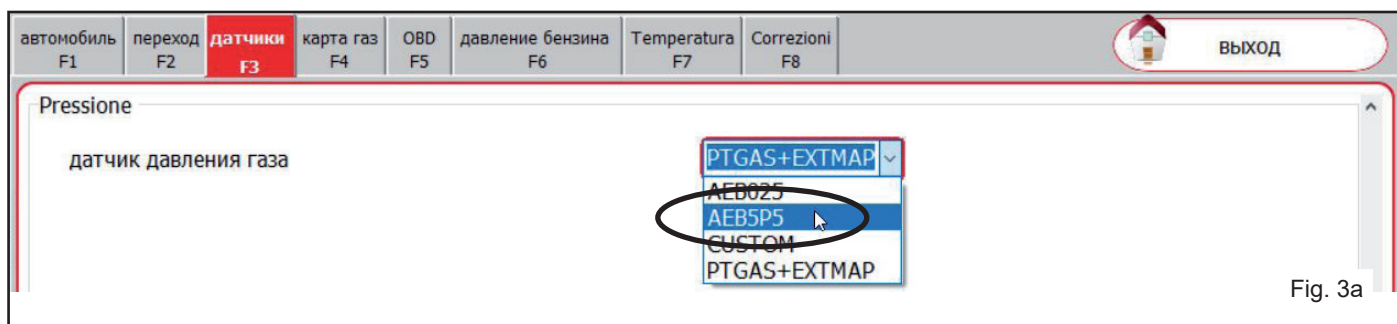 автомобиль переход датчики карта газ OBD давление бензина Temperatura Correzioni
F1 F2 F3 F4 F5 F6 F7 F8
выход
Pressione
датчик давления газа
PTGAS+EXTMAP
AEB025
AEB5P5
CUSTOM
PTGAS+EXTMAP
Fig. 3a